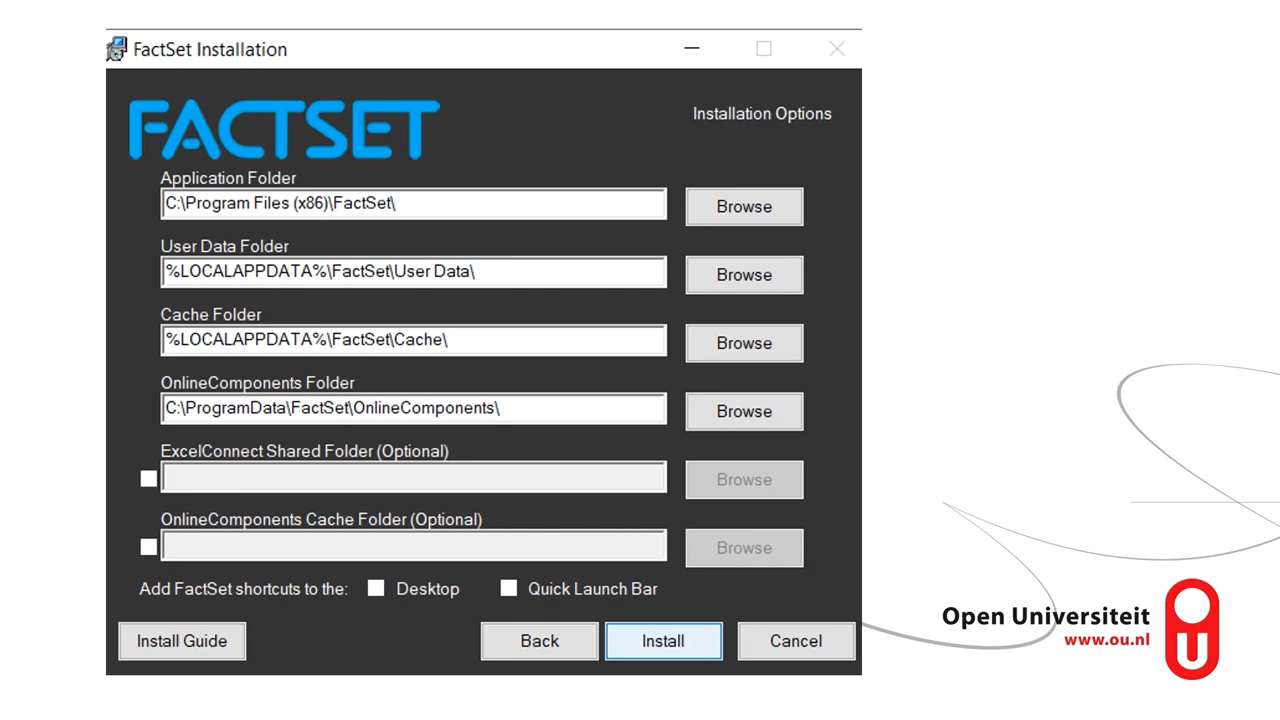 FactSet Installation
FACTSET
Installation Options
Application Folder
C:\Program Files (x86)\FactSet\
Browse
User Data Folder
%LOCALAPPDATA%\FactSet\User Data\
Browse
Cache Folder
%LOCALAPPDATA%\FactSet\Cache\
Browse
OnlineComponents Folder
C:\ProgramData\FactSet\OnlineComponents\
Browse
ExcelConnect Shared Folder (Optional)
Browse
OnlineComponents Cache Folder (Optional)
Browse
Add FactSet shortcuts to the: Desktop Quick Launch Bar
Install Guide Back Install Cancel
Open Universiteit
www.ou.nl